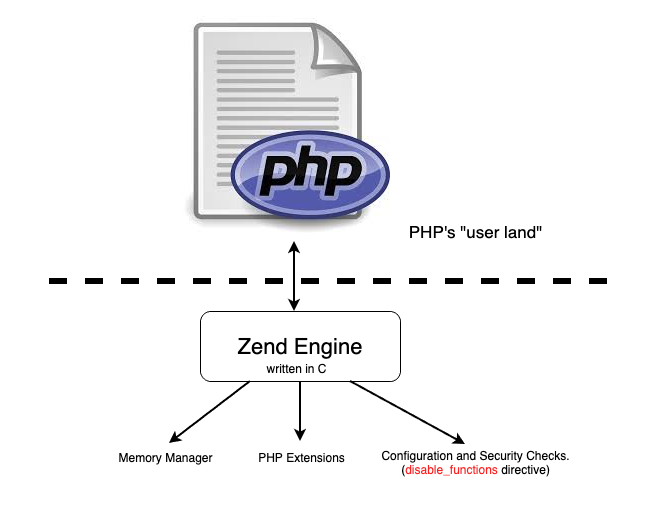 php
PHP's "user land"
Zend Engine
written in C
Memory Manager
PHP Extensions
Configuration and Security Checks.
(disable_functions directive)